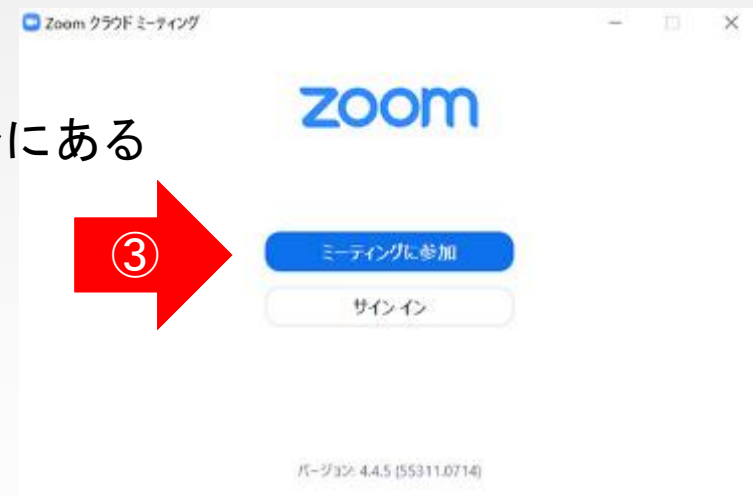 Zoom クラウド ミーティング
zoom
にある
③
ミーティングに参加
サイン イン
バージョン: 4.4.5 (55311.0714)